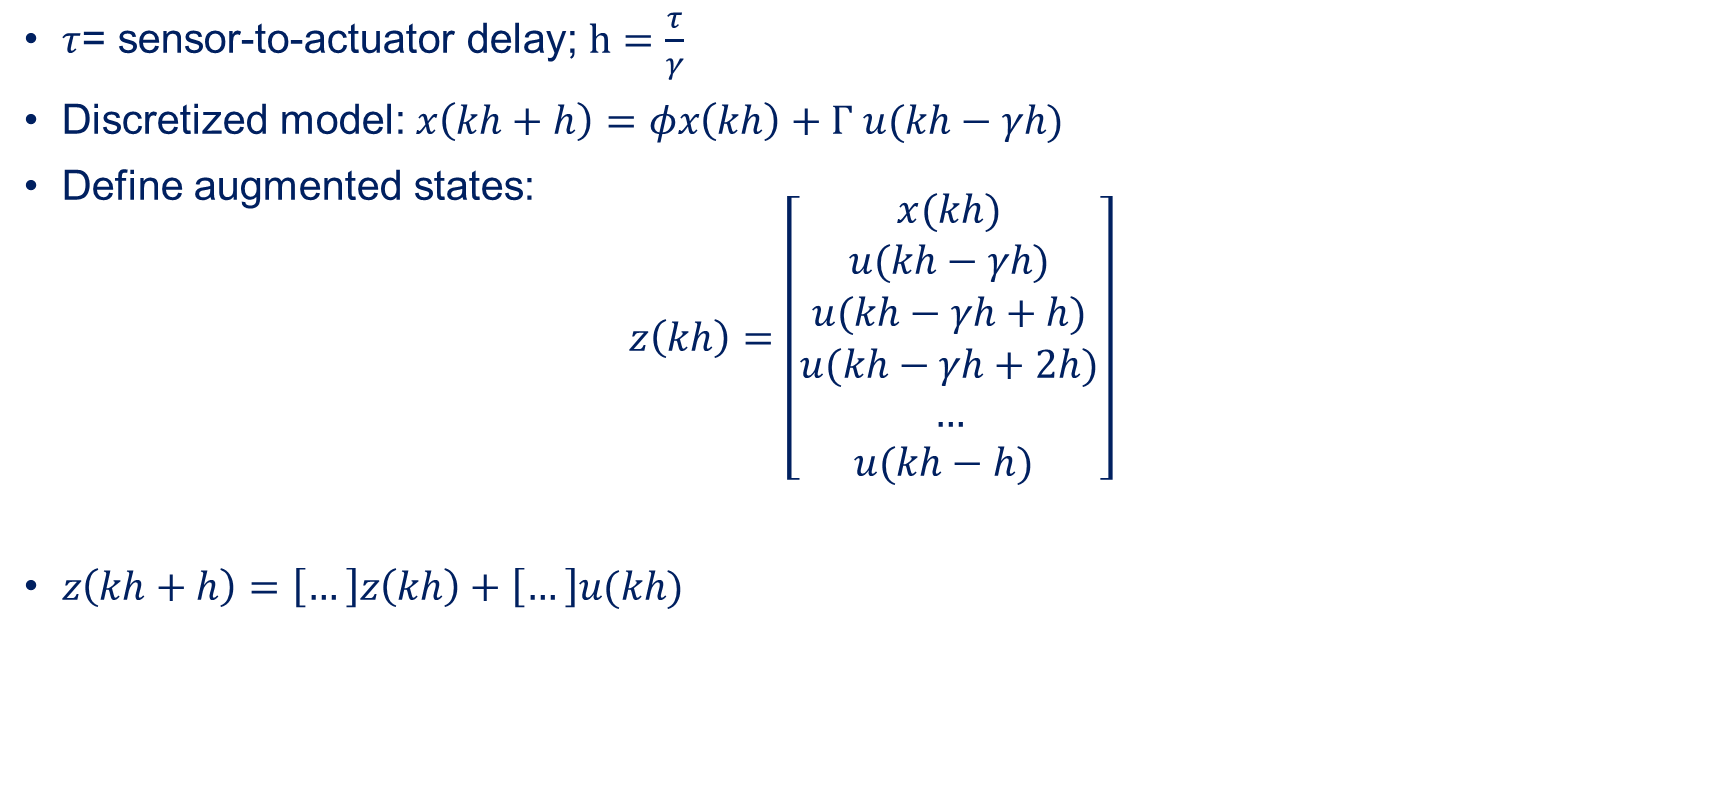 • τ= sensor-to-actuator delay; h = τ/γ
• Discretized model: x(kh + h) = ϕx(kh) + Γ u(kh − γh)
• Define augmented states:
z(kh) = [
x(kh)
u(kh − γh)
u(kh − γh + h)
u(kh − γh + 2h)
…
u(kh − h)
]
• z(kh + h) = [… ]z(kh) + [… ]u(kh)